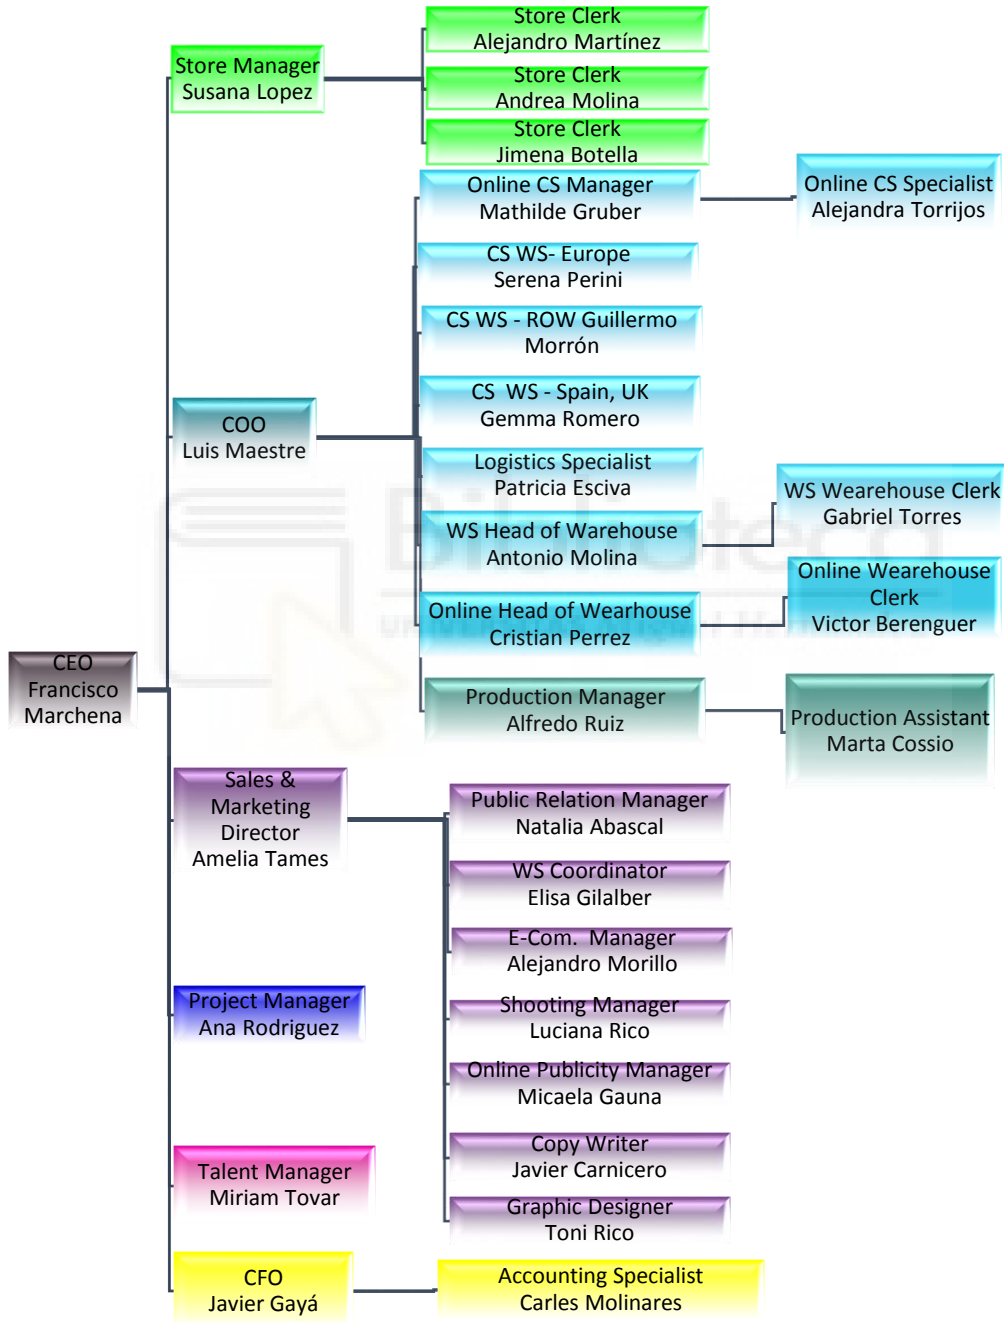 Store Clerk
Alejandro Martínez
Store Manager
Susana Lopez
Store Clerk
Andrea Molina
Store Clerk
Jimena Botella
Online CS Manager
Mathilde Gruber
Online CS Specialist
Alejandra Torrijos
CS WS- Europe
Serena Perini
CS WS - ROW Guillermo
Morrón
CS WS - Spain, UK
Gemma Romero
COO
Luis Maestre
Logistics Specialist
Patricia Esciva
WS Head of Warehouse
Antonio Molina
WS Wearehouse Clerk
Gabriel Torres
Online Head of Wearhouse
Cristian Perrez
Online Wearehouse
Clerk
Victor Berenguer
CEO
Francisco
Marchena
Production Manager
Alfredo Ruiz
Production Assistant
Marta Cossio
Sales &
Marketing
Director
Amelia Tames
Public Relation Manager
Natalia Abascal
WS Coordinator
Elisa Gilalber
E-Com. Manager
Alejandro Morillo
Project Manager
Ana Rodriguez
Shooting Manager
Luciana Rico
Online Publicity Manager
Micaela Gauna
Copy Writer
Javier Carnicero
Talent Manager
Miriam Tovar
Graphic Designer
Toni Rico
CFO
Javier Gayá
Accounting Specialist
Carles Molinares
Biblioteca